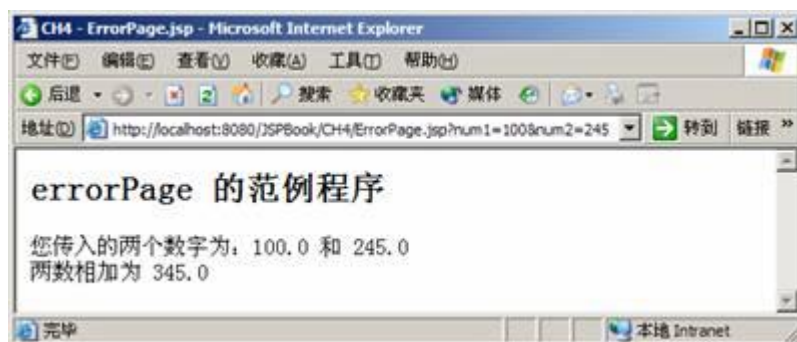 CH4 - ErrorPage.jsp - Microsoft Internet Explorer
文件(F) 编辑(E) 查看(V) 收藏(A) 工具(T) 帮助(H)
后退 搜索 收藏夹 媒体
地址(D) http://localhost:8080/JSPBook/CH4/ErrorPage.jsp?num1=100&num2=245 转到 链接 »
errorPage 的范例程序
您传入的两个数字为：100.0 和 245.0
两数相加为 345.0
完毕 本地 Intranet